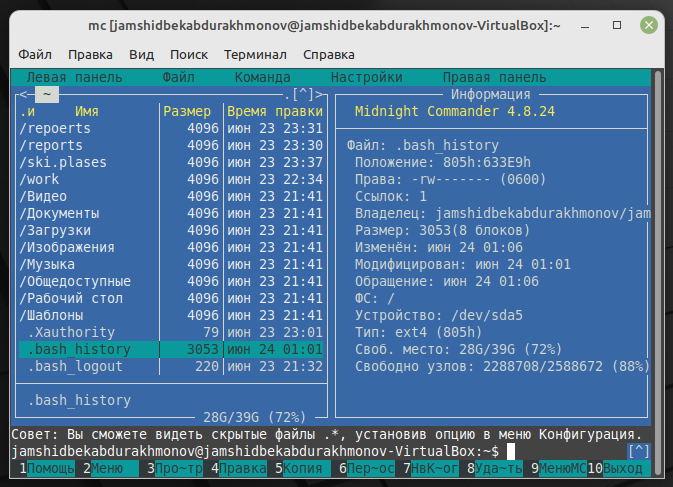 mc [jamshidbekabdurakhmonov@jamshidbekabdurakhmonov-VirtualBox]:~
Файл Правка Вид Поиск Терминал Справка
Левая панель Файл Команда Настройки Правая панель
<─ ~ .[^]>
.и Имя Размер Время правки
/repoerts 4096 июн 23 23:31
/reports 4096 июн 23 23:30
/ski.plases 4096 июн 23 23:37
/work 4096 июн 23 22:34
/Видео 4096 июн 23 21:41
/Документы 4096 июн 23 21:41
/Загрузки 4096 июн 23 21:41
/Изображения 4096 июн 23 21:41
/Музыка 4096 июн 23 21:41
/Общедоступные 4096 июн 23 21:41
/Рабочий стол 4096 июн 23 21:41
/Шаблоны 4096 июн 23 21:41
.Xauthority 79 июн 23 23:01
.bash_history 3053 июн 24 01:01
.bash_logout 220 июн 23 21:32
.bash_history
28G/39G (72%)
Информация
Midnight Commander 4.8.24
Файл: .bash_history
Положение: 805h:633E9h
Права: -rw------- (0600)
Ссылок: 1
Владелец: jamshidbekabdurakhmonov/jam
Размер: 3053(8 блоков)
Изменён: июн 24 01:06
Модифицирован: июн 24 01:01
Обращение: июн 24 01:06
ФС: /
Устройство: /dev/sda5
Тип: ext4 (805h)
Своб. место: 28G/39G (72%)
Свободно узлов: 2288708/2588672 (88%)
Совет: Вы сможете видеть скрытые файлы .*, установив опцию в меню Конфигурация.
jamshidbekabdurakhmonov@jamshidbekabdurakhmonov-VirtualBox:~$ [^]
1Помощь 2Меню 3Про~тр 4Правка 5Копия 6Пер~ос 7НвК~ог 8Уда~ть 9МенюMC 10Выход